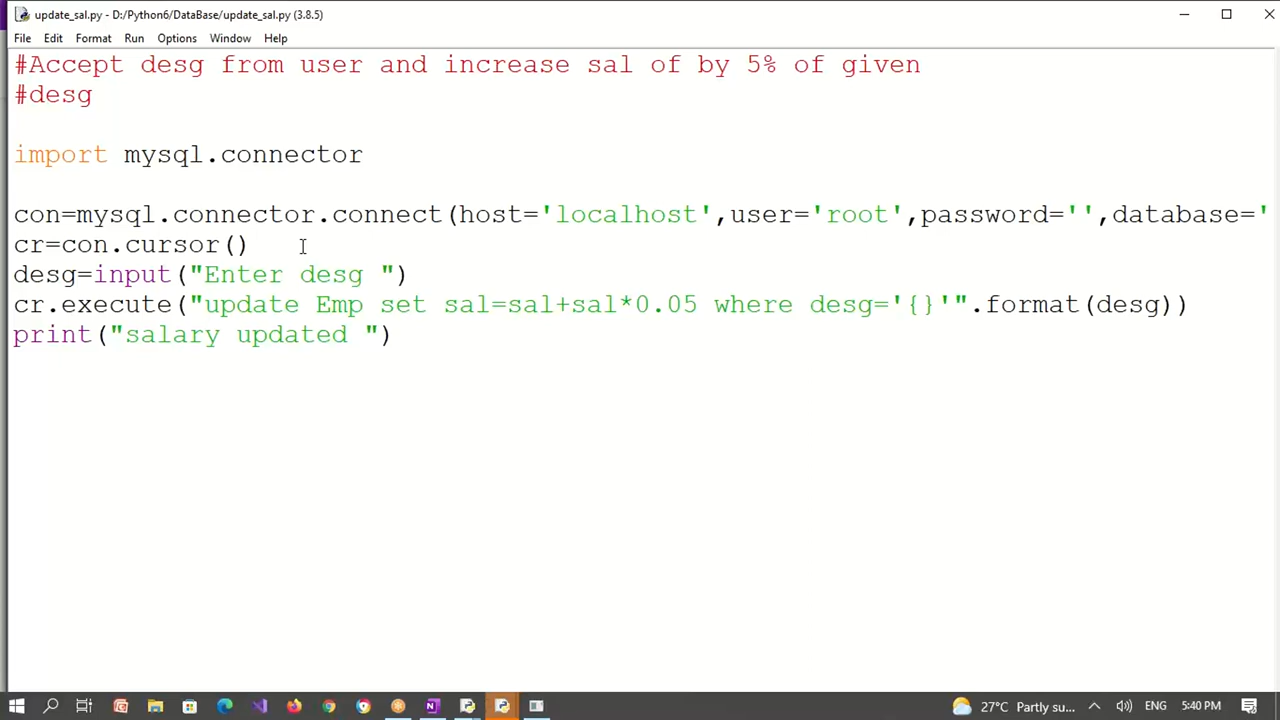 update_sal.py - D:/Python6/DataBase/update_sal.py (3.8.5)
File Edit Format Run Options Window Help
#Accept desg from user and increase sal of by 5% of given
#desg
import mysql.connector
con=mysql.connector.connect(host='localhost',user='root',password='',database='
cr=con.cursor()
desg=input("Enter desg ")
cr.execute("update Emp set sal=sal+sal*0.05 where desg='{}'".format(desg))
print("salary updated ")
27°C Partly su... ENG 5:40 PM